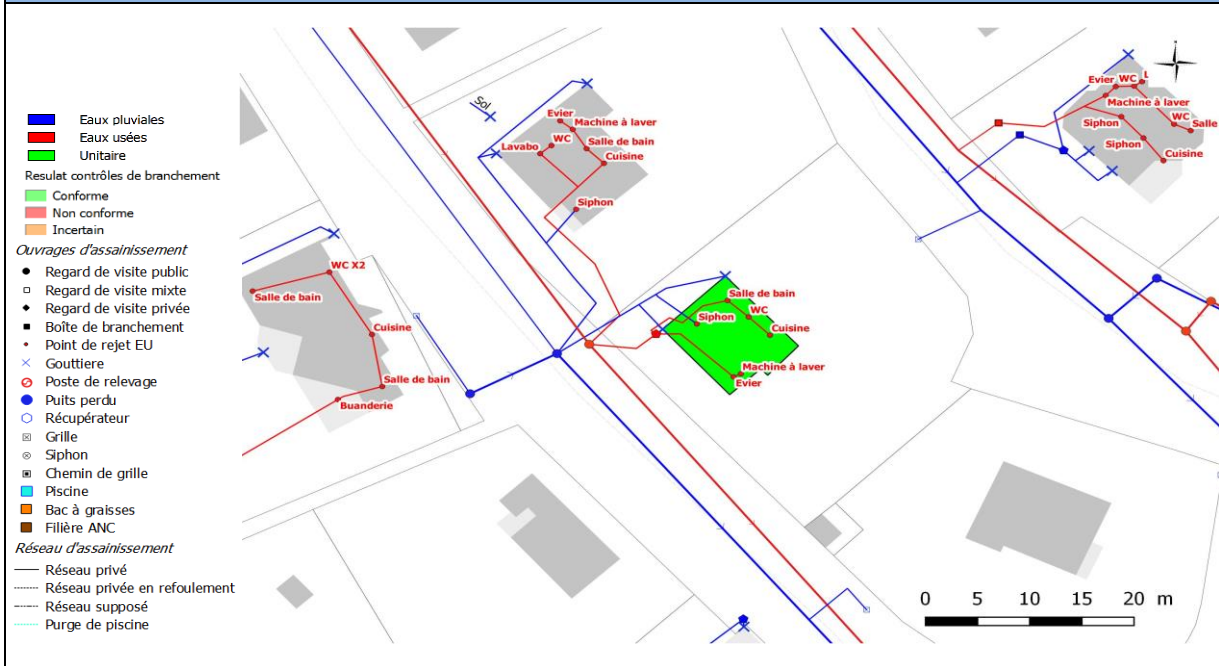 Eaux pluviales
Eaux usées
Unitaire
Resulat contrôles de branchement
Conforme
Non conforme
Incertain
Ouvrages d'assainissement
Regard de visite public
Regard de visite mixte
Regard de visite privée
Boîte de branchement
Point de rejet EU
Gouttiere
Poste de relevage
Puits perdu
Récupérateur
Grille
Siphon
Chemin de grille
Piscine
Bac à graisses
Filière ANC
Réseau d'assainissement
Réseau privé
Réseau privée en refoulement
Réseau supposé
Purge de piscine
Sol
Evier
Machine à laver
WC
Lavabo
Salle de bain
Cuisine
Siphon
WC X2
Salle de bain
Cuisine
Salle de bain
Buanderie
Salle de bain
Siphon
WC
Cuisine
Machine à laver
Evier
Evier WC L
Machine à laver
Siphon
WC
Salle
Siphon
Cuisine
0 5 10 15 20 m